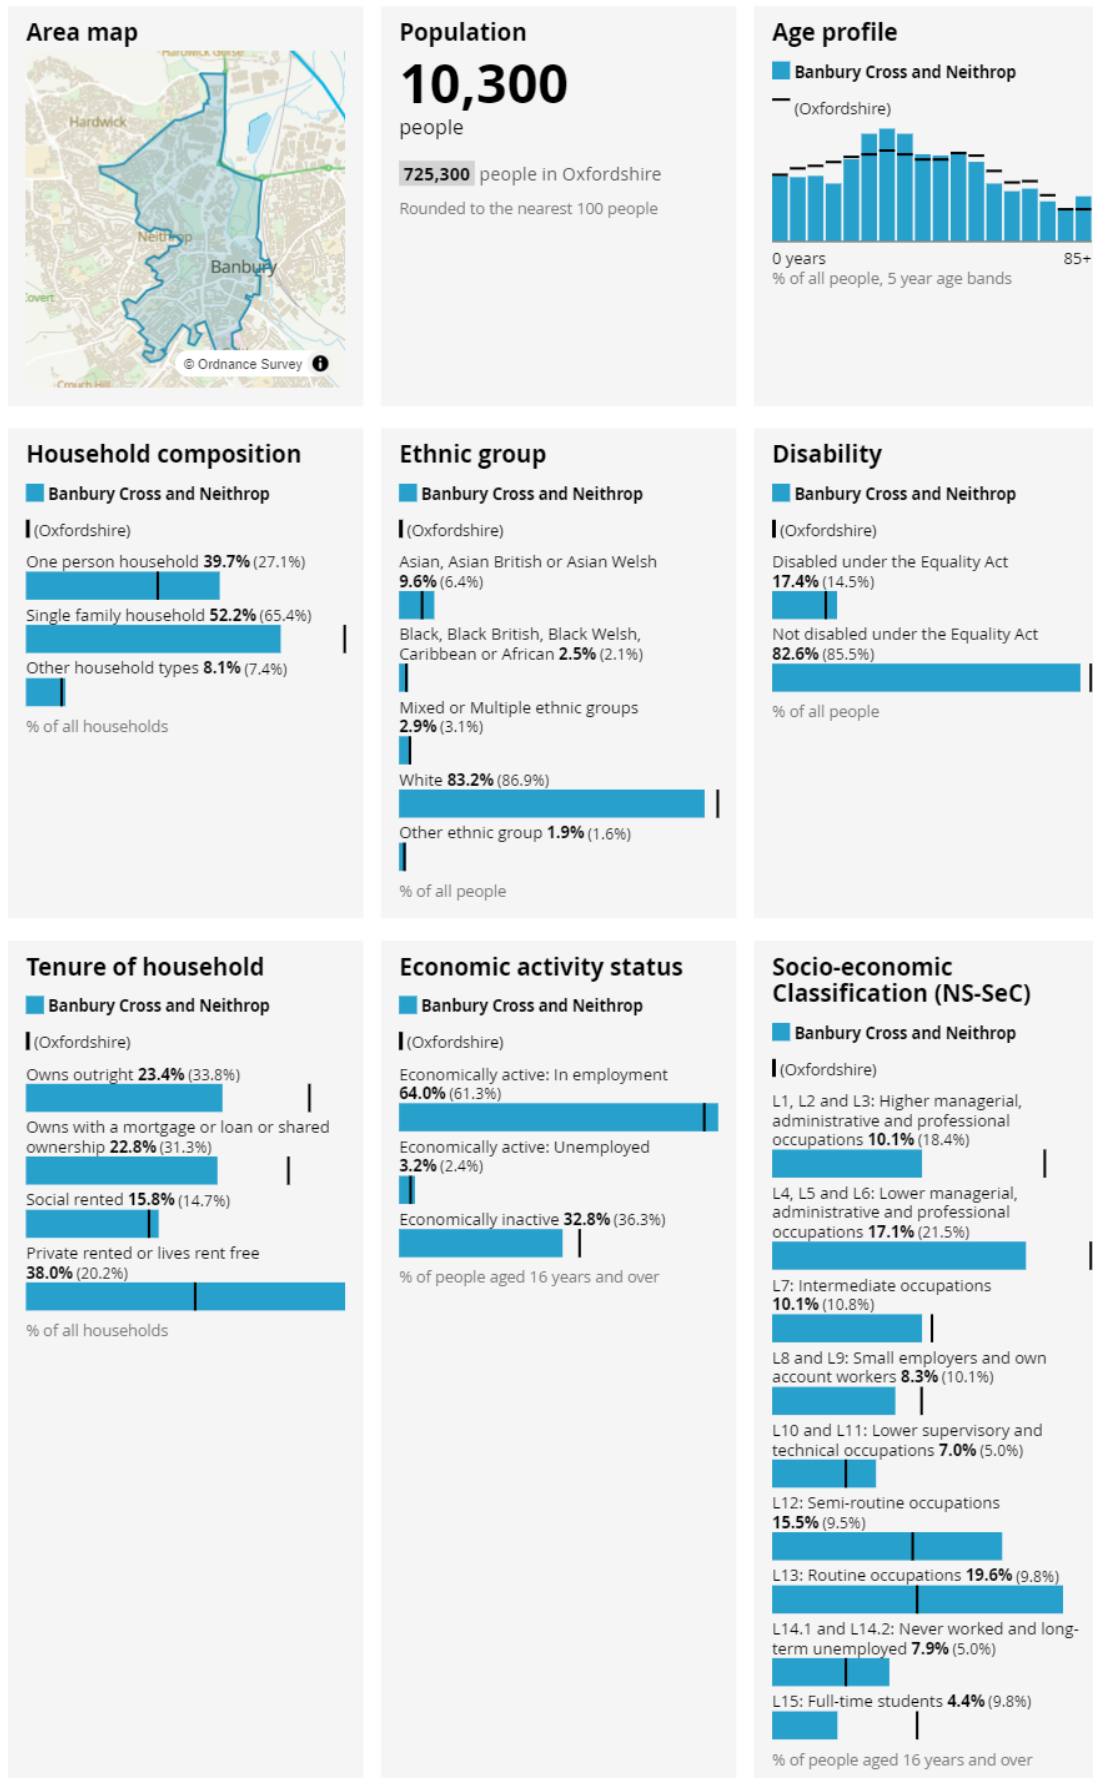 Area map
Hardwick Gorse
Hardwick
Neithrop
Banbury
Crouch Hill
© Ordnance Survey
Population
10,300
people
725,300 people in Oxfordshire
Rounded to the nearest 100 people
Age profile
Banbury Cross and Neithrop
(Oxfordshire)
0 years 85+
% of all people, 5 year age bands
Household composition
Banbury Cross and Neithrop
(Oxfordshire)
One person household 39.7% (27.1%)
Single family household 52.2% (65.4%)
Other household types 8.1% (7.4%)
% of all households
Ethnic group
Banbury Cross and Neithrop
(Oxfordshire)
Asian, Asian British or Asian Welsh
9.6% (6.4%)
Black, Black British, Black Welsh,
Caribbean or African 2.5% (2.1%)
Mixed or Multiple ethnic groups
2.9% (3.1%)
White 83.2% (86.9%)
Other ethnic group 1.9% (1.6%)
% of all people
Disability
Banbury Cross and Neithrop
(Oxfordshire)
Disabled under the Equality Act
17.4% (14.5%)
Not disabled under the Equality Act
82.6% (85.5%)
% of all people
Tenure of household
Banbury Cross and Neithrop
(Oxfordshire)
Owns outright 23.4% (33.8%)
Owns with a mortgage or loan or shared
ownership 22.8% (31.3%)
Social rented 15.8% (14.7%)
Private rented or lives rent free
38.0% (20.2%)
% of all households
Economic activity status
Banbury Cross and Neithrop
(Oxfordshire)
Economically active: In employment
64.0% (61.3%)
Economically active: Unemployed
3.2% (2.4%)
Economically inactive 32.8% (36.3%)
% of people aged 16 years and over
Socio-economic
Classification (NS-SeC)
Banbury Cross and Neithrop
(Oxfordshire)
L1, L2 and L3: Higher managerial,
administrative and professional
occupations 10.1% (18.4%)
L4, L5 and L6: Lower managerial,
administrative and professional
occupations 17.1% (21.5%)
L7: Intermediate occupations
10.1% (10.8%)
L8 and L9: Small employers and own
account workers 8.3% (10.1%)
L10 and L11: Lower supervisory and
technical occupations 7.0% (5.0%)
L12: Semi-routine occupations
15.5% (9.5%)
L13: Routine occupations 19.6% (9.8%)
L14.1 and L14.2: Never worked and long-
term unemployed 7.9% (5.0%)
L15: Full-time students 4.4% (9.8%)
% of people aged 16 years and over